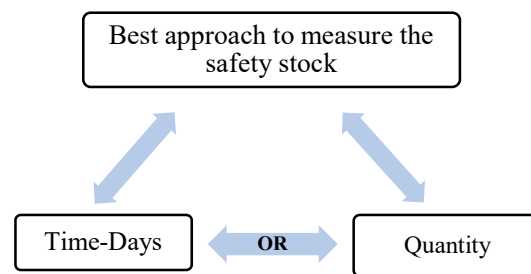 Best approach to measure the
safety stock
Time-Days
OR
Quantity